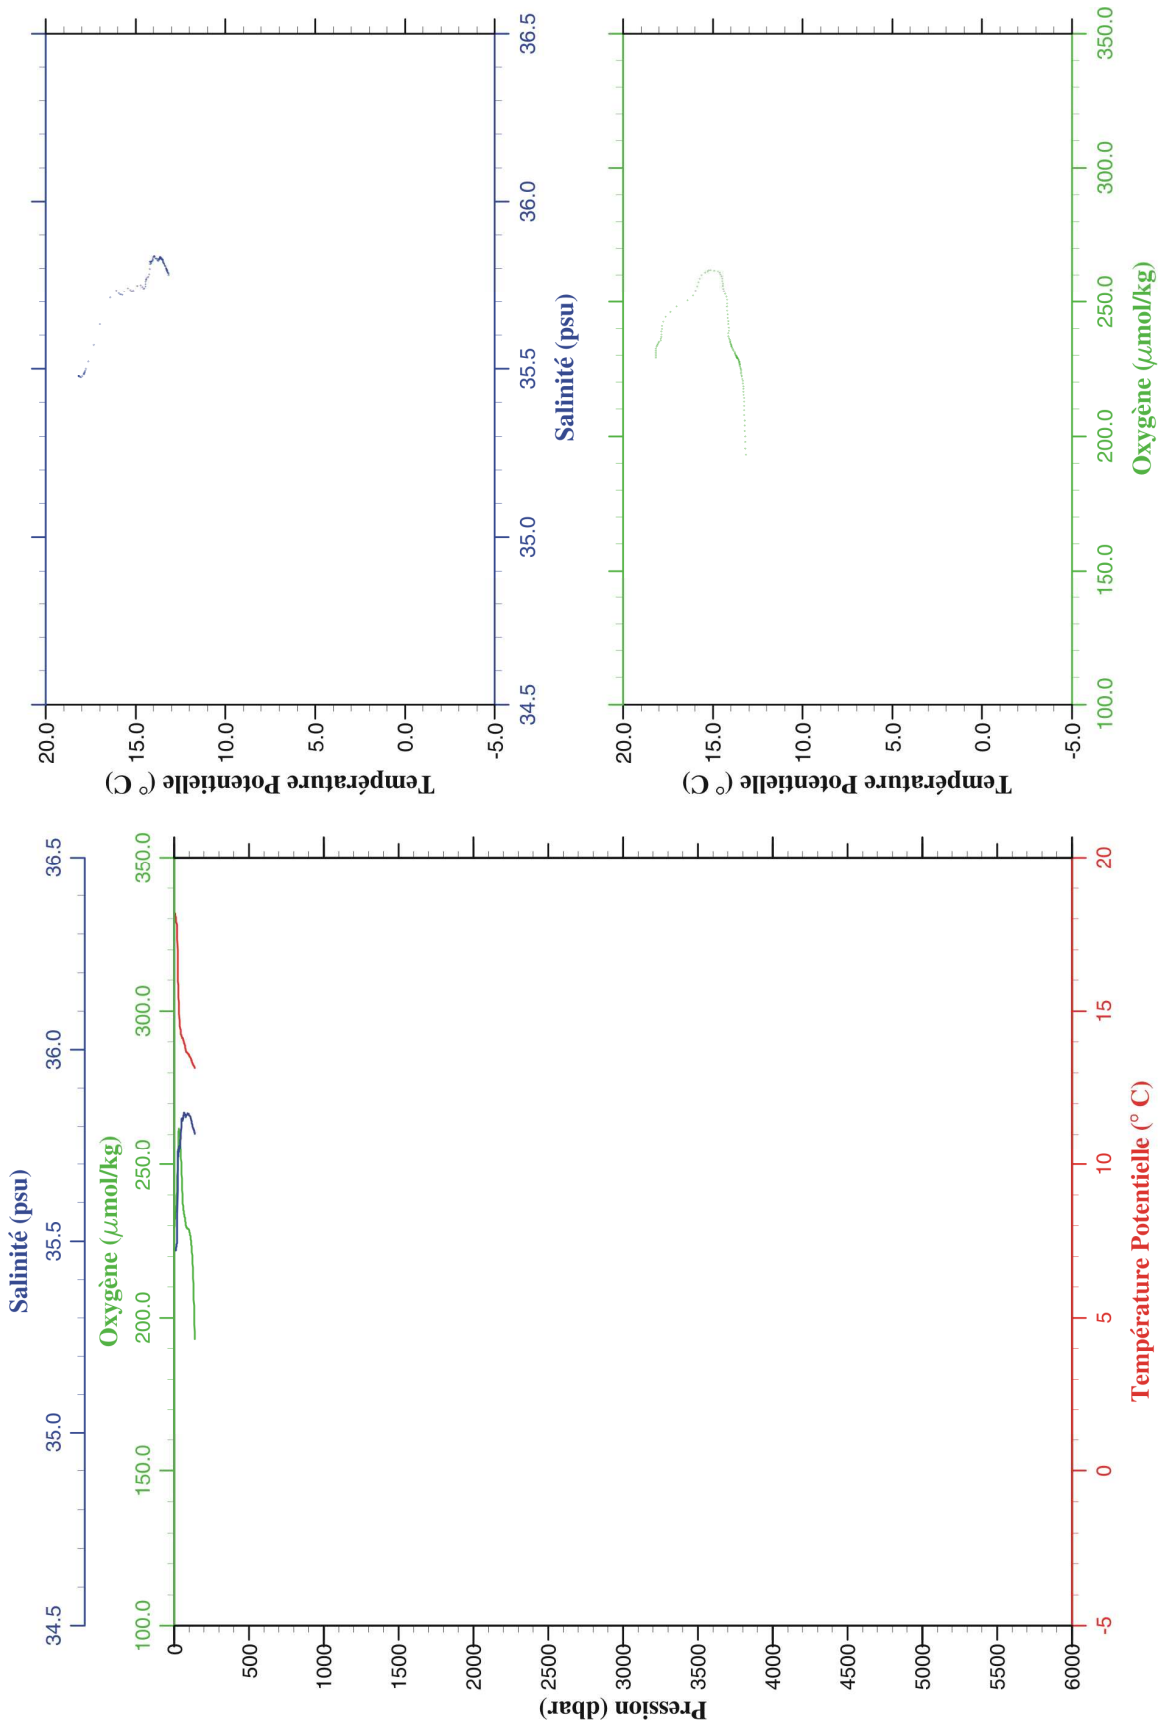 Salinité (psu)
34.5 35.0 35.5 36.0 36.5
Oxygène (μmol/kg)
100.0 150.0 200.0 250.0 300.0 350.0
0
500
1000
1500
2000
2500
3000
3500
4000
4500
5000
5500
6000
Pression (dbar)
-5 0 5 10 15 20
Température Potentielle (° C)
20.0
15.0
10.0
5.0
0.0
-5.0
Température Potentielle (° C)
34.5 35.0 35.5 36.0 36.5
Salinité (psu)
20.0
15.0
10.0
5.0
0.0
-5.0
Température Potentielle (° C)
100.0 150.0 200.0 250.0 300.0 350.0
Oxygène (μmol/kg)